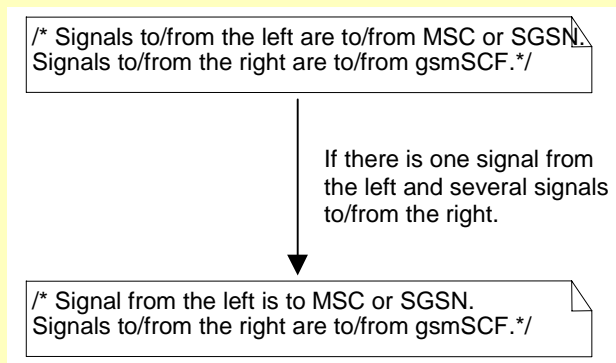 /* Signals to/from the left are to/from MSC or SGSN.
Signals to/from the right are to/from gsmSCF.*/
If there is one signal from
the left and several signals
to/from the right.
/* Signal from the left is to MSC or SGSN.
Signals to/from the right are to/from gsmSCF.*/